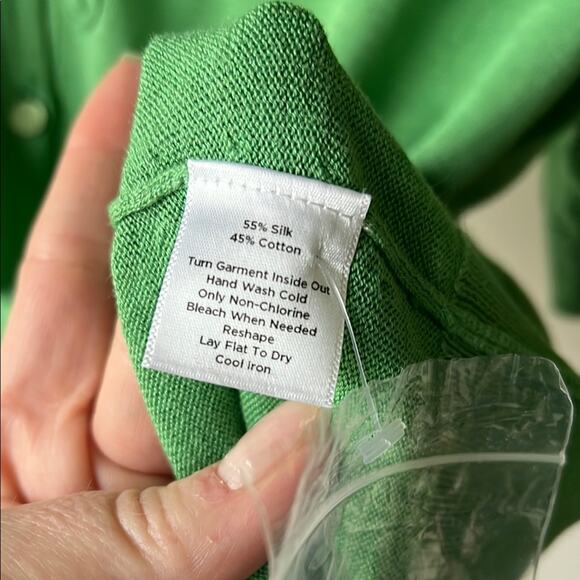 55% Silk
45% Cotton
Turn Garment Inside Out
Hand Wash Cold
Only Non-Chlorine
Bleach When Needed
Reshape
Lay Flat To Dry
Cool Iron